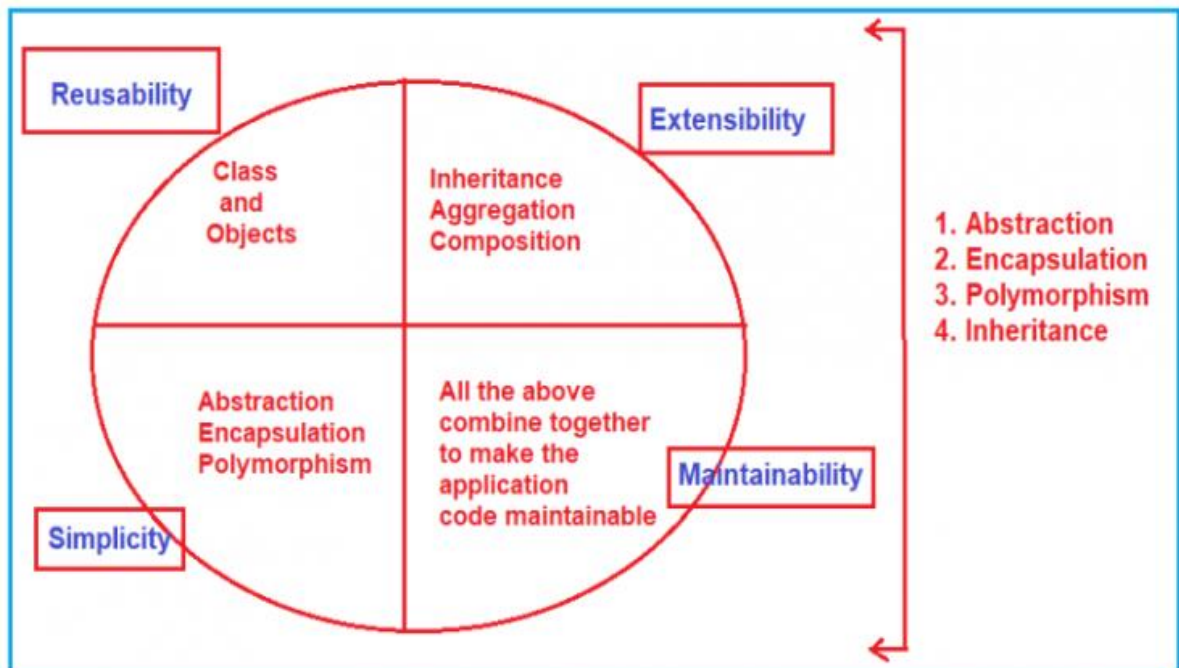 Reusability
Class
and
Objects
Inheritance
Aggregation
Composition
Extensibility
Abstraction
Encapsulation
Polymorphism
Simplicity
All the above
combine together
to make the
application
code maintainable
Maintainability
1. Abstraction
2. Encapsulation
3. Polymorphism
4. Inheritance